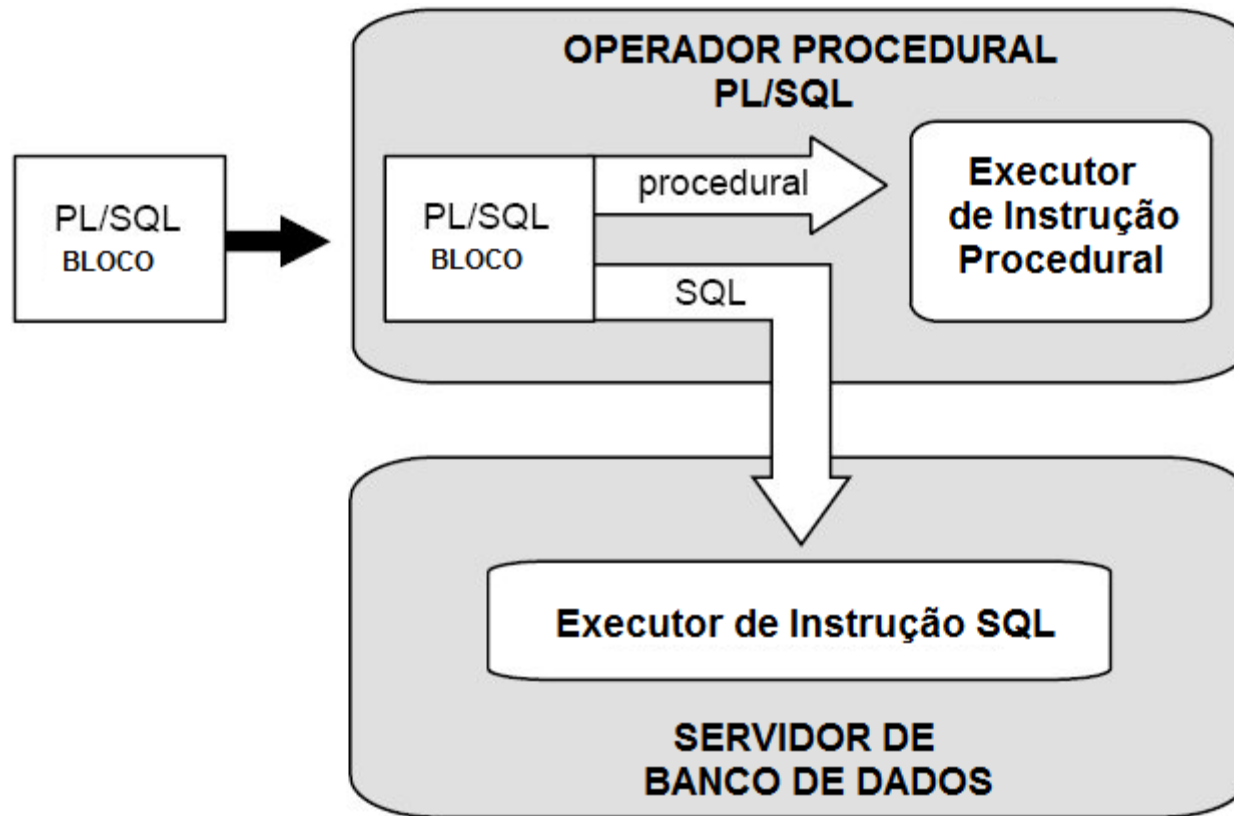 OPERADOR PROCEDURAL
PL/SQL
PL/SQL
BLOCO
PL/SQL
BLOCO
procedural
SQL
Executor
de Instrução
Procedural
Executor de Instrução SQL
SERVIDOR DE
BANCO DE DADOS